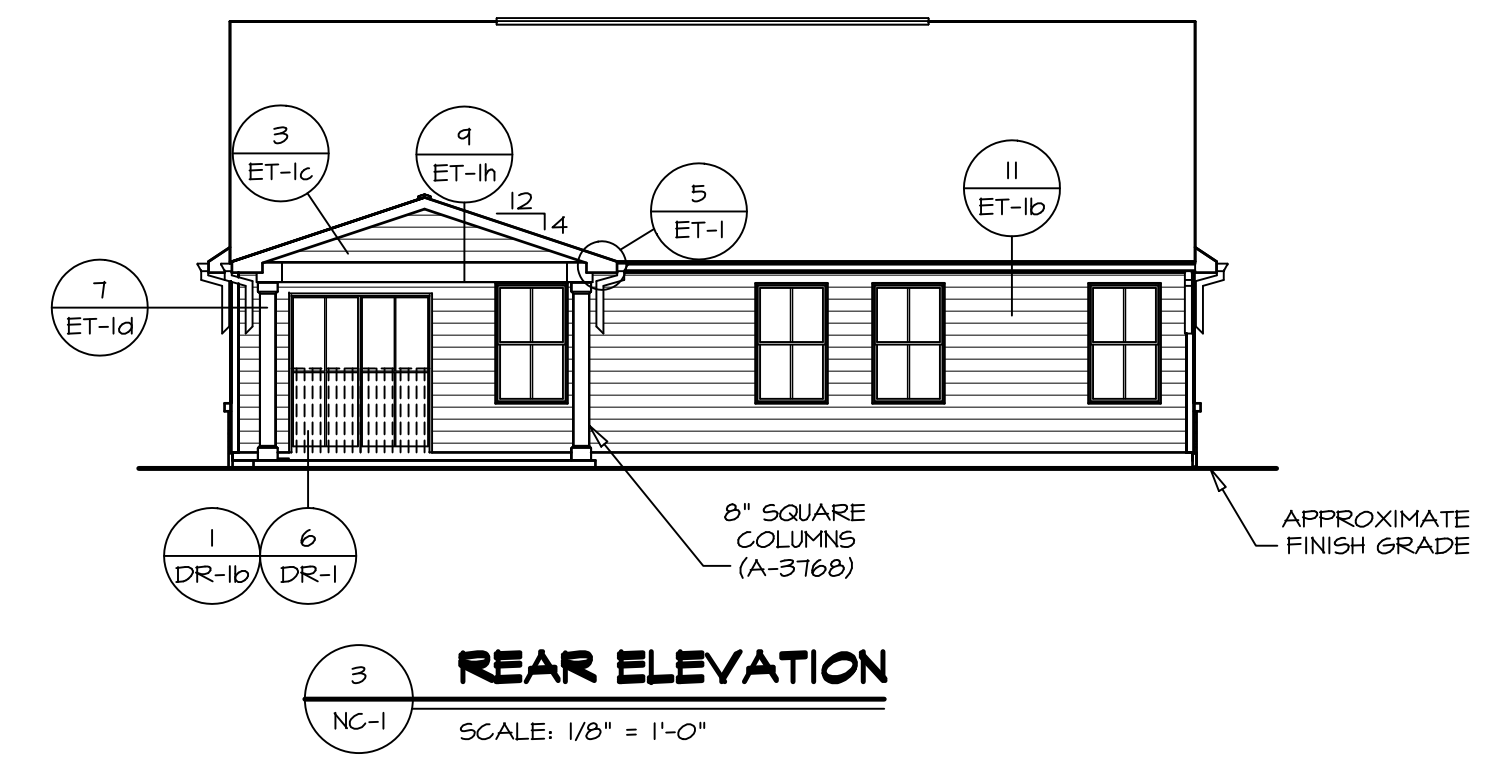 3
ET-1c
9
ET-1h
12
4
5
ET-1
11
ET-1b
7
ET-1d
8" SQUARE
COLUMNS
(A-3768)
APPROXIMATE
FINISH GRADE
1
DR-1b
6
DR-1
3
NC-1
REAR ELEVATION
SCALE: 1/8" = 1'-0"